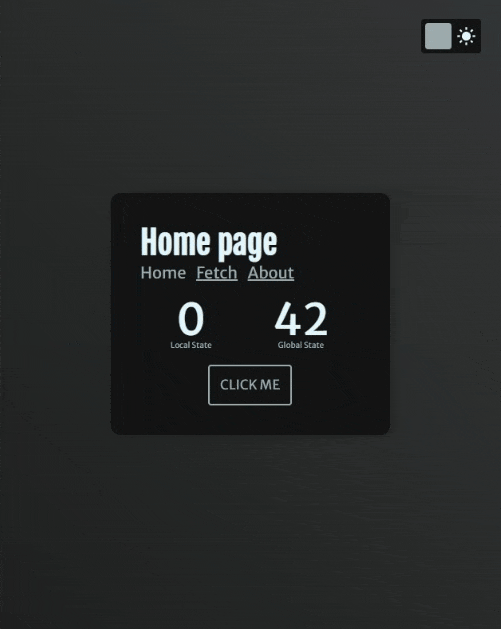 Home page
Home Fetch About
0 42
Local State Global State
CLICK ME